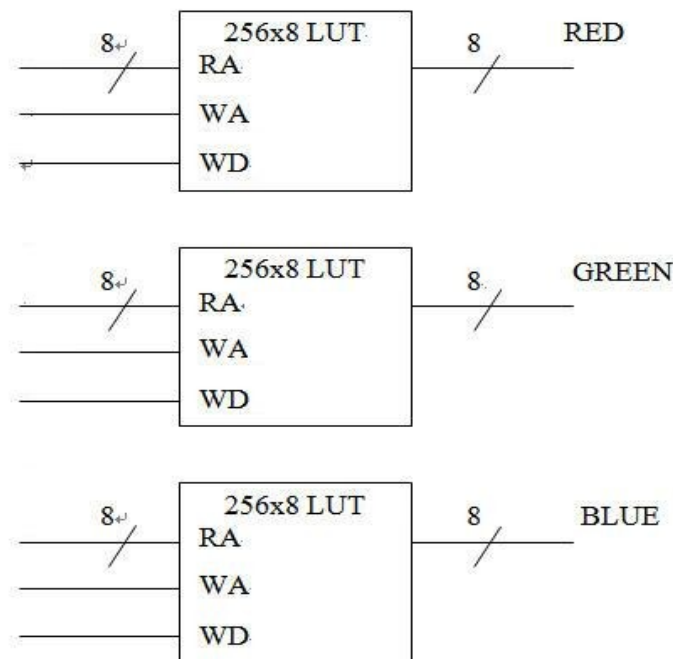 256x8 LUT
8 RA 8 RED
WA
WD
256x8 LUT
8 RA 8 GREEN
WA
WD
256x8 LUT
8 RA 8 BLUE
WA
WD